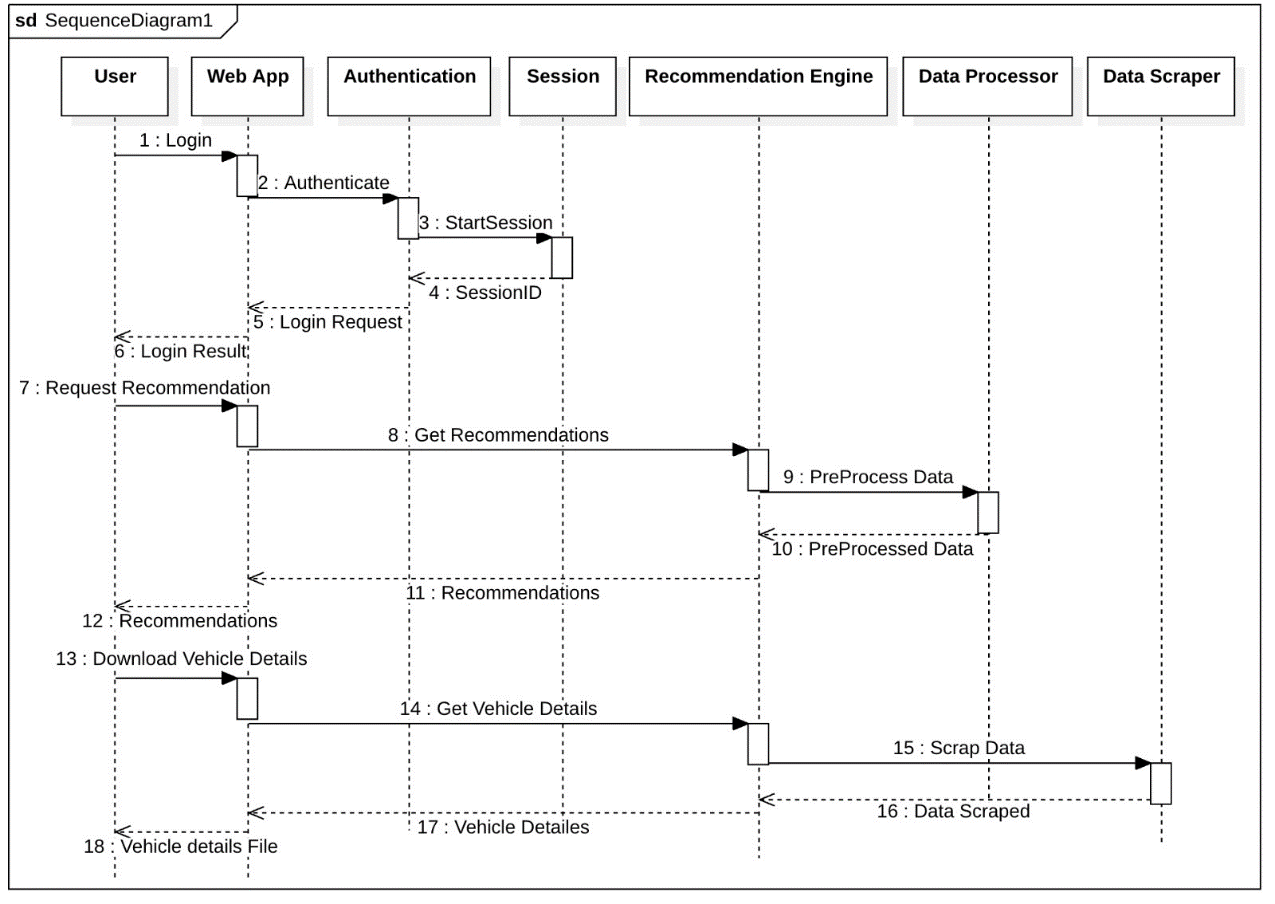 sd SequenceDiagram1
User
Web App
Authentication
Session
Recommendation Engine
Data Processor
Data Scraper
1 : Login
2 : Authenticate
3 : StartSession
4 : SessionID
5 : Login Request
6 : Login Result
7 : Request Recommendation
8 : Get Recommendations
9 : PreProcess Data
10 : PreProcessed Data
11 : Recommendations
12 : Recommendations
13 : Download Vehicle Details
14 : Get Vehicle Details
15 : Scrap Data
16 : Data Scraped
17 : Vehicle Detailes
18 : Vehicle details File